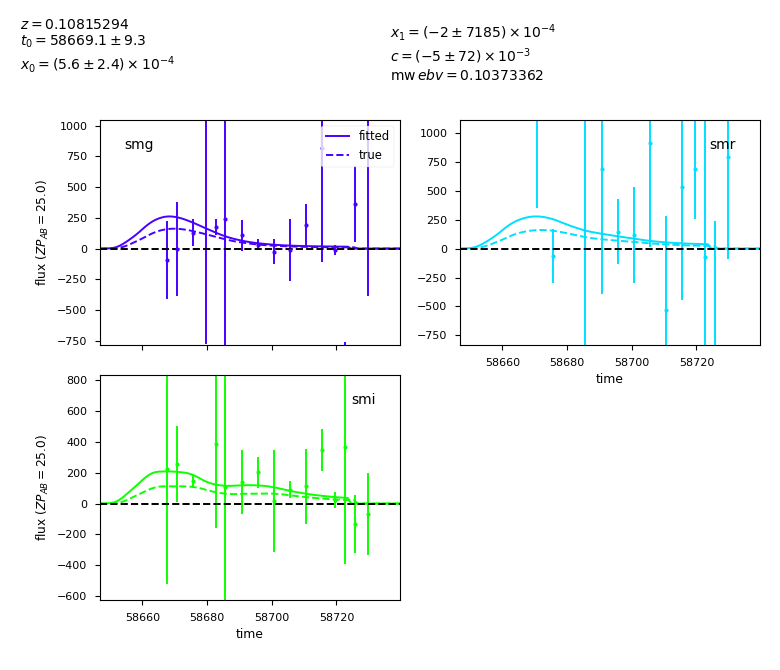 z = 0.10815294
t₀ = 58669.1 ± 9.3
x₀ = (5.6 ± 2.4) × 10⁻⁴
x₁ = (−2 ± 7185) × 10⁻⁴
c = (−5 ± 72) × 10⁻³
mw ebv = 0.10373362
smg
fitted
true
1000
750
500
250
0
−250
−500
−750
flux (ZP_AB = 25.0)
smr
1000
750
500
250
0
−250
−500
−750
58660 58680 58700 58720
time
smi
800
600
400
200
0
−200
−400
−600
flux (ZP_AB = 25.0)
58660 58680 58700 58720
time